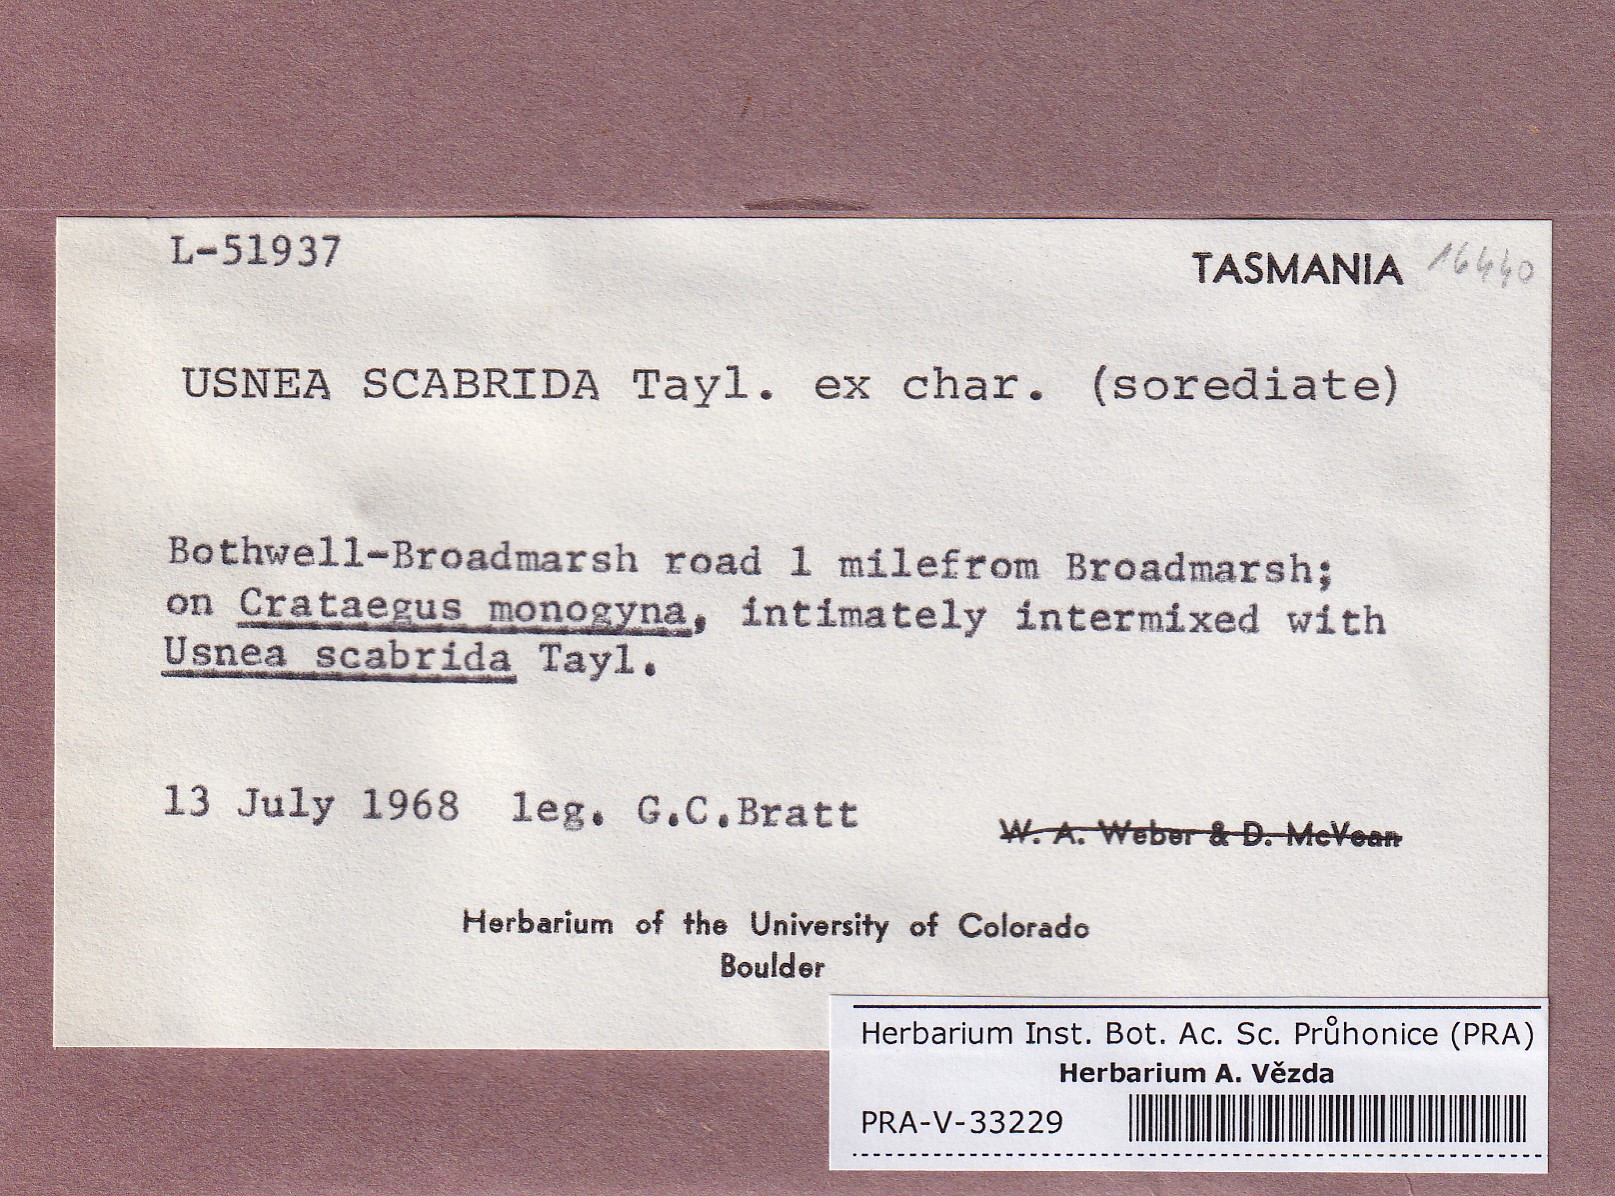 L-51937
TASMANIA 16440
USNEA SCABRIDA Tayl. ex char. (sorediate)
Bothwell-Broadmarsh road 1 milefrom Broadmarsh;
on Crataegus monogyna, intimately intermixed with
Usnea scabrida Tayl.
13 July 1968 leg. G.C.Bratt
W. A. Weber & D. McVean
Herbarium of the University of Colorado
Boulder
Herbarium Inst. Bot. Ac. Sc. Průhonice (PRA)
Herbarium A. Vězda
PRA-V-33229